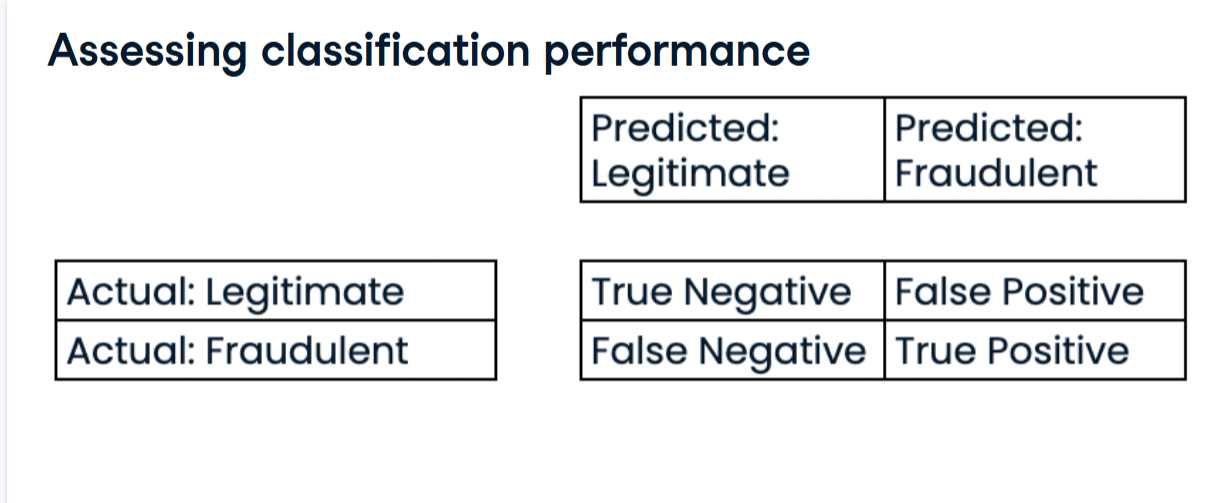 Assessing classification performance
Predicted:
Legitimate
Predicted:
Fraudulent
Actual: Legitimate
True Negative
False Positive
Actual: Fraudulent
False Negative
True Positive